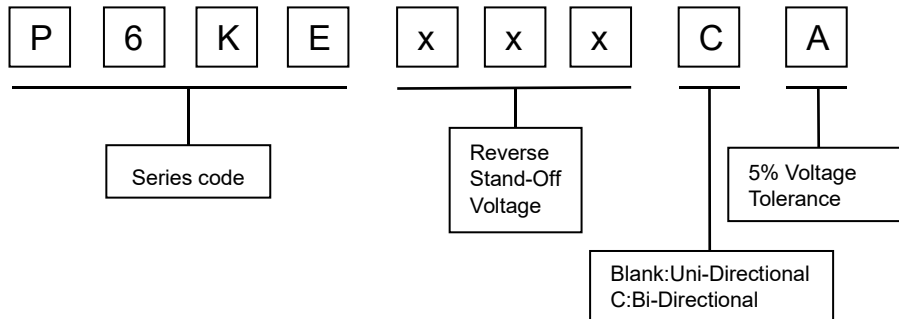 P 6 K E x x x C A
Series code
Reverse
Stand-Off
Voltage
5% Voltage
Tolerance
Blank:Uni-Directional
C:Bi-Directional